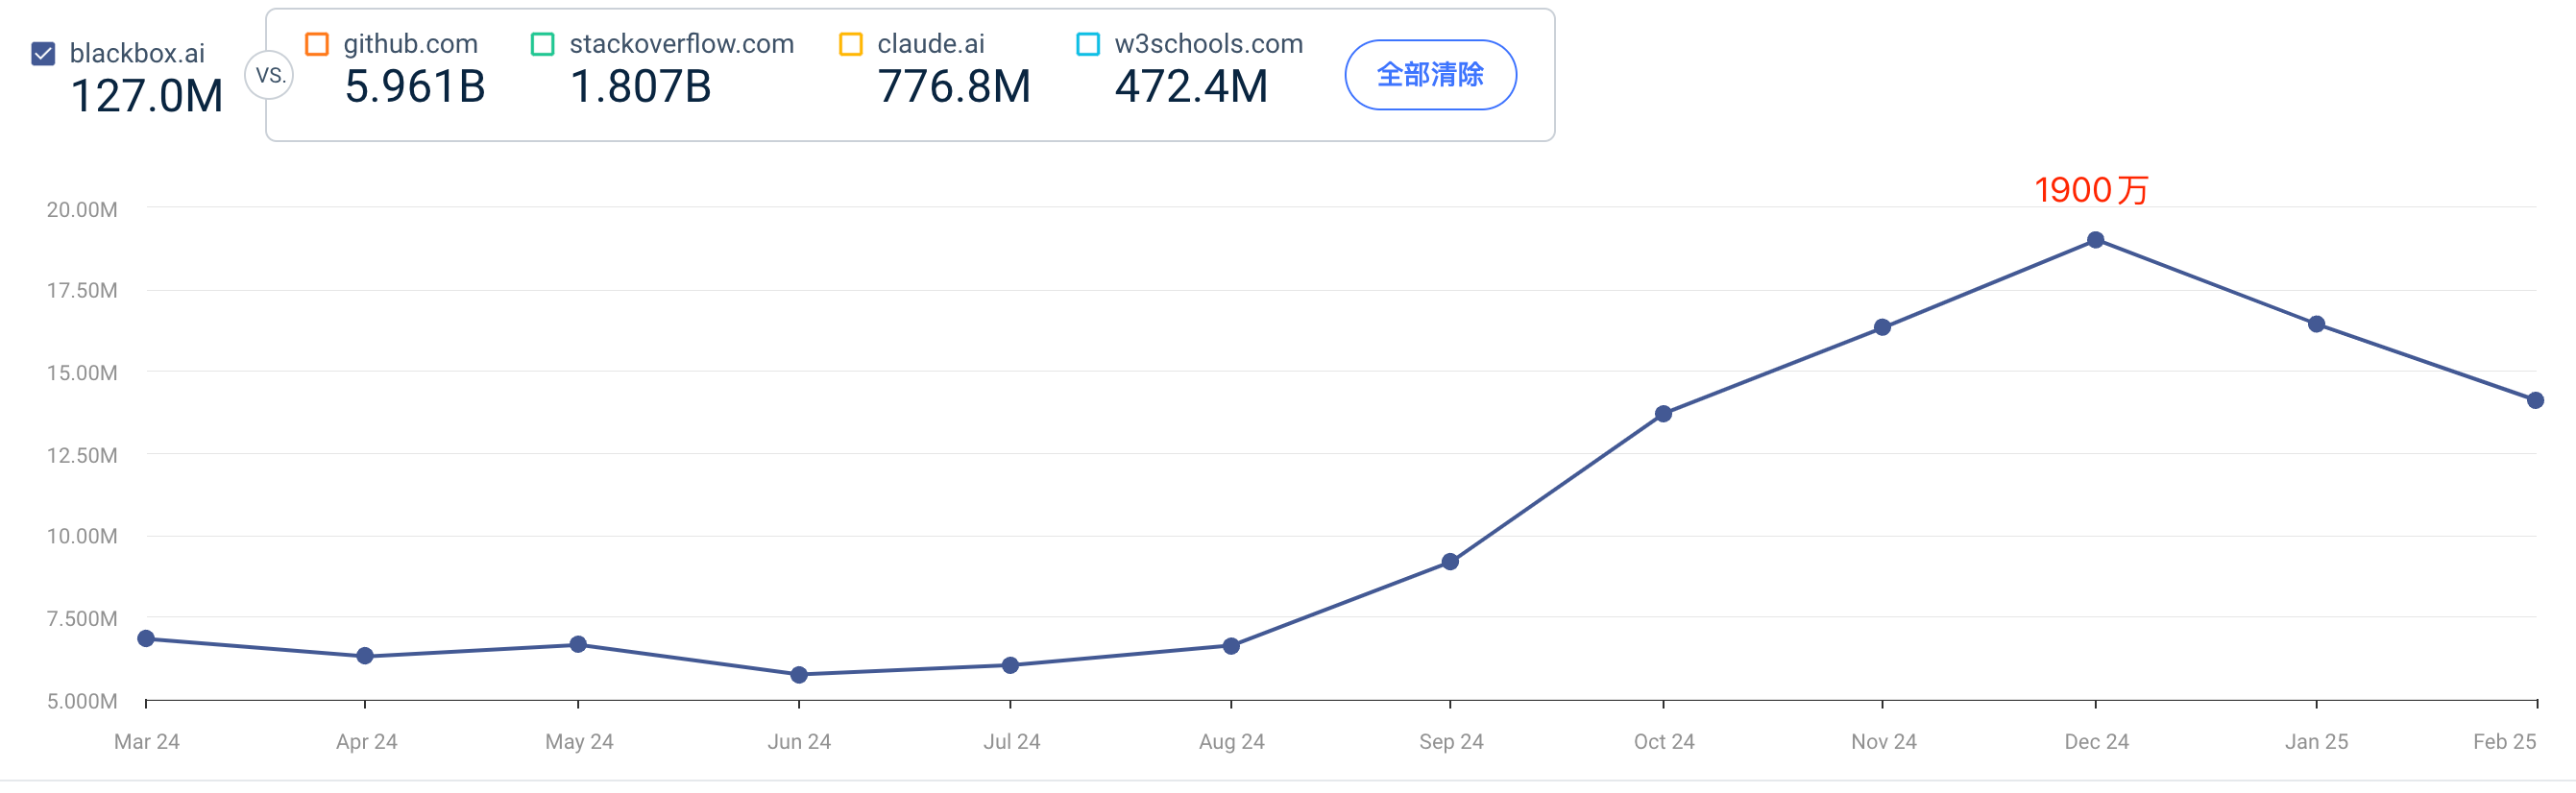 blackbox.ai
127.0M
VS.
github.com
5.961B
stackoverflow.com
1.807B
claude.ai
776.8M
w3schools.com
472.4M
全部清除
1900万
20.00M
17.50M
15.00M
12.50M
10.00M
7.500M
5.000M
Mar 24 Apr 24 May 24 Jun 24 Jul 24 Aug 24 Sep 24 Oct 24 Nov 24 Dec 24 Jan 25 Feb 25